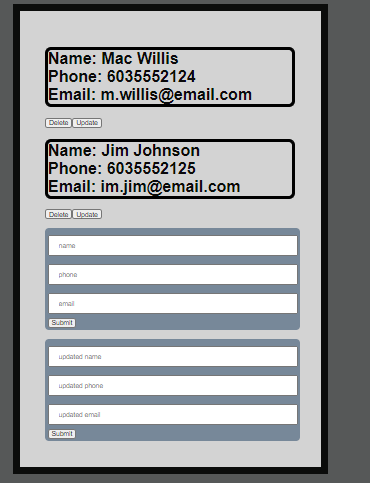 Name: Mac Willis
Phone: 6035552124
Email: m.willis@email.com
Delete Update
Name: Jim Johnson
Phone: 6035552125
Email: im.jim@email.com
Delete Update
name
phone
email
Submit
updated name
updated phone
updated email
Submit